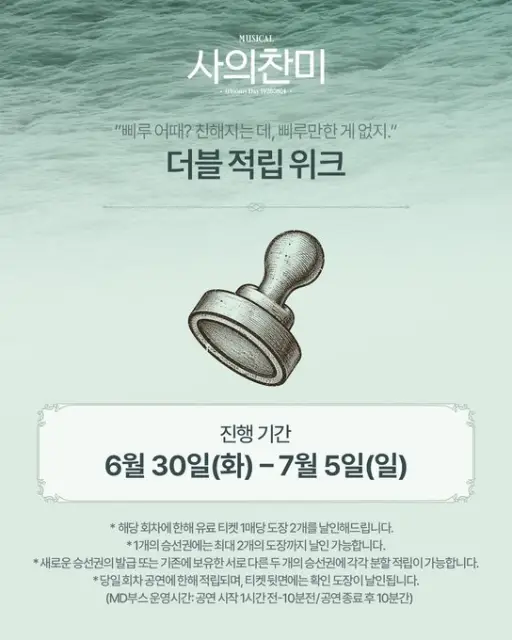 MUSICAL
사의찬미
"삐루 어때? 친해지는 데, 삐루만한 게 없지."
더블 적립 위크
진행 기간
6월 30일(화) – 7월 5일(일)
* 해당 회차에 한해 유료 티켓 1매당 도장 2개를 날인해드립니다.
* 1개의 승선권에는 최대 2개의 도장까지 날인 가능합니다.
* 새로운 승선권의 발급 또는 기존에 보유한 서로 다른 두 개의 승선권에 각각 분할 적립이 가능합니다.
* 당일 회차 공연에 한해 적립되며, 티켓 뒷면에는 확인 도장이 날인됩니다.
(MD부스 운영시간: 공연 시작 1시간 전-10분전/ 공연 종료 후 10분간)